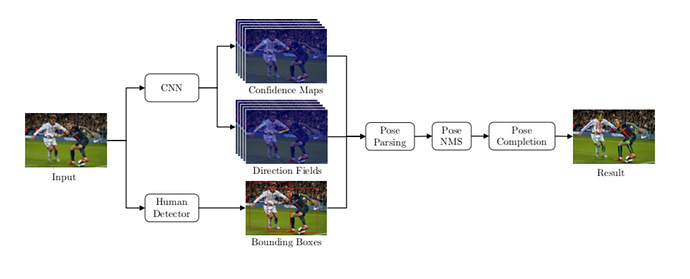 CNN
Confidence Maps
Input
Direction Fields
Human
Detector
Bounding Boxes
Pose
Parsing
Pose
NMS
Pose
Completion
Result